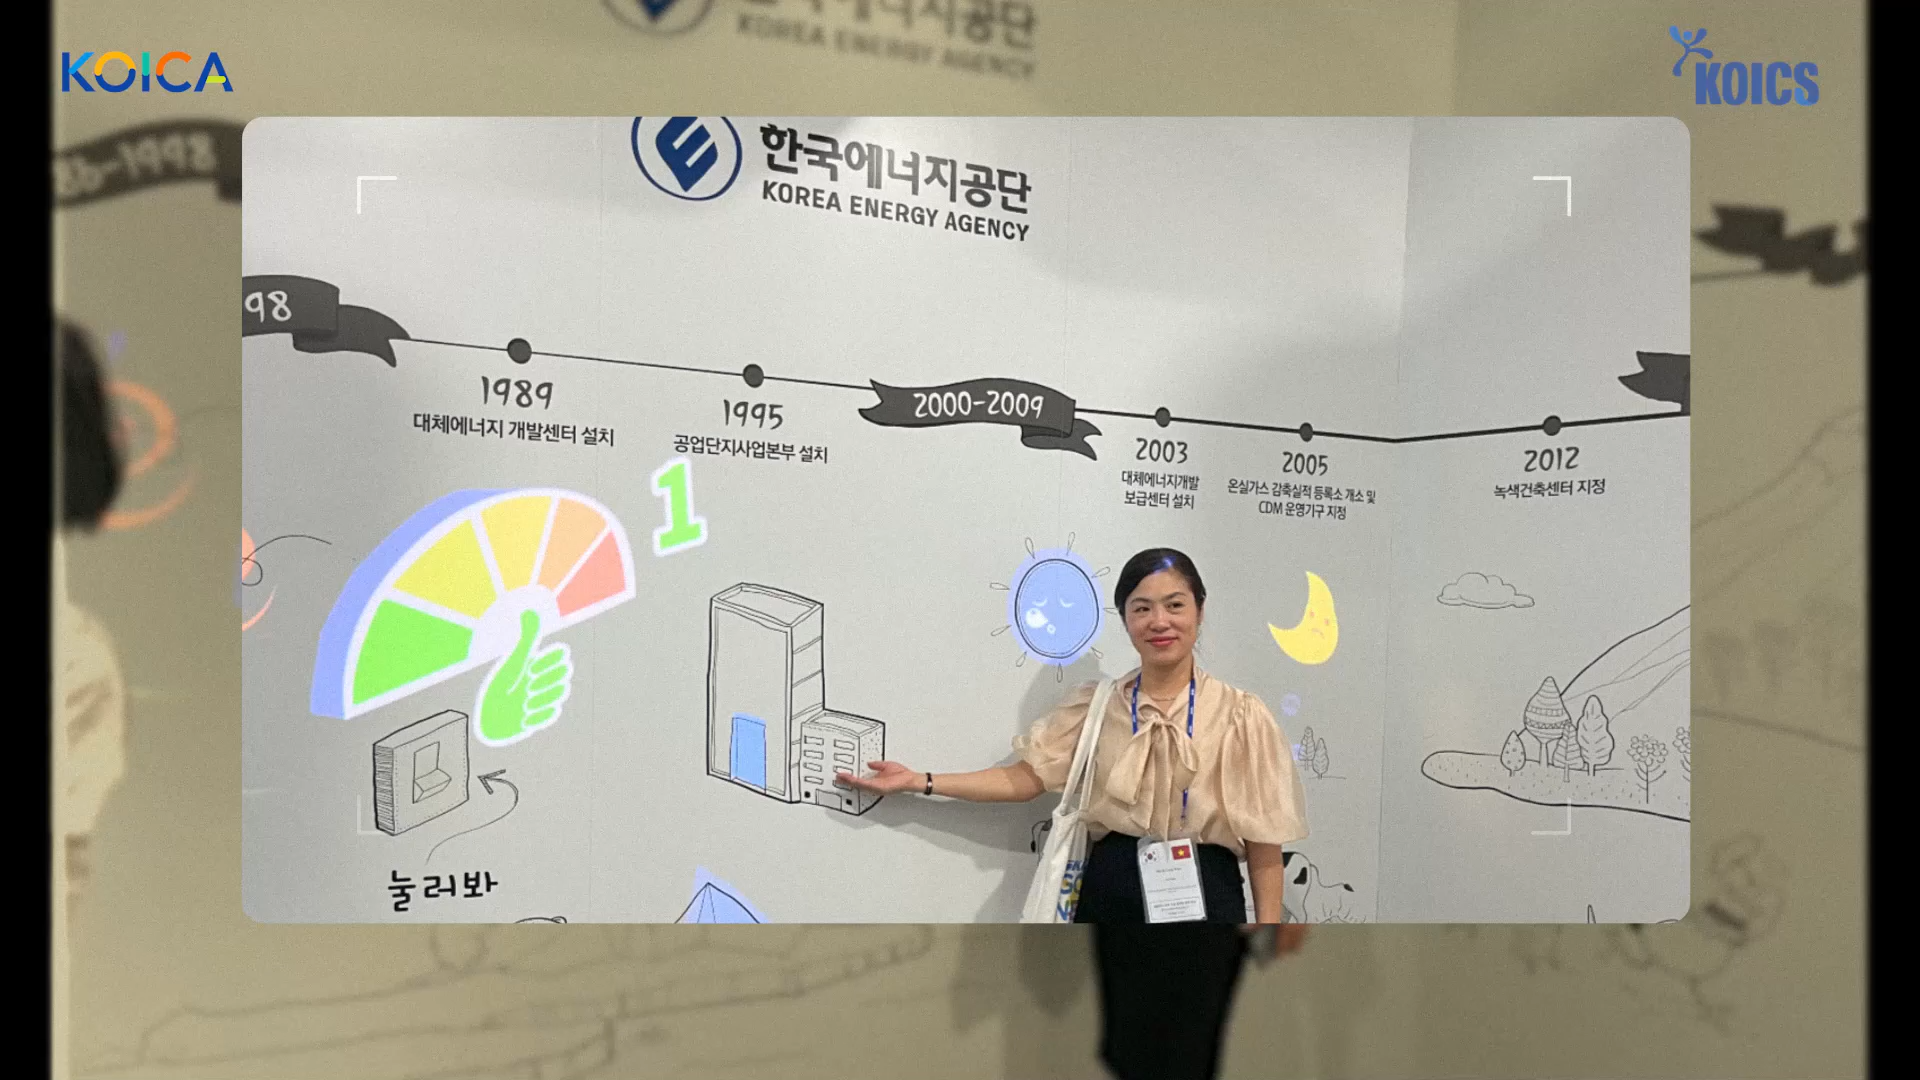 KOICA
KOICS
한국에너지공단
KOREA ENERGY AGENCY
98
1989
대체에너지 개발센터 설치
1995
공업단지사업본부 설치
2000-2009
2003
대체에너지개발
보급센터 설치
2005
온실가스 감축실적 등록소 개소 및
CDM 운영기구 지정
2012
녹색건축센터 지정
1
눌러봐